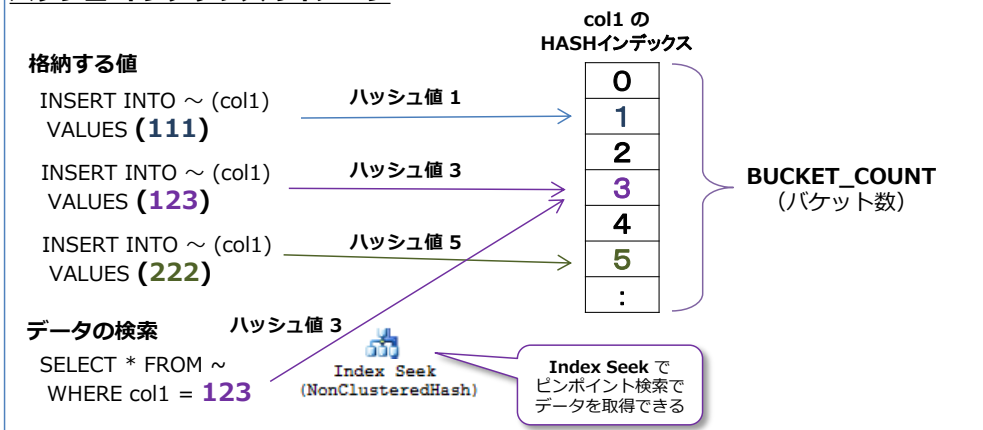 col1 の
HASHインデックス
格納する値
INSERT INTO ～ (col1)
VALUES (111)
ハッシュ値 1
INSERT INTO ～ (col1)
VALUES (123)
ハッシュ値 3
INSERT INTO ～ (col1)
VALUES (222)
ハッシュ値 5
0
1
2
3
4
5
:
BUCKET_COUNT
（バケット数）
データの検索
ハッシュ値 3
SELECT * FROM ~
WHERE col1 = 123
Index Seek
(NonClusteredHash)
Index Seek で
ピンポイント検索で
データを取得できる